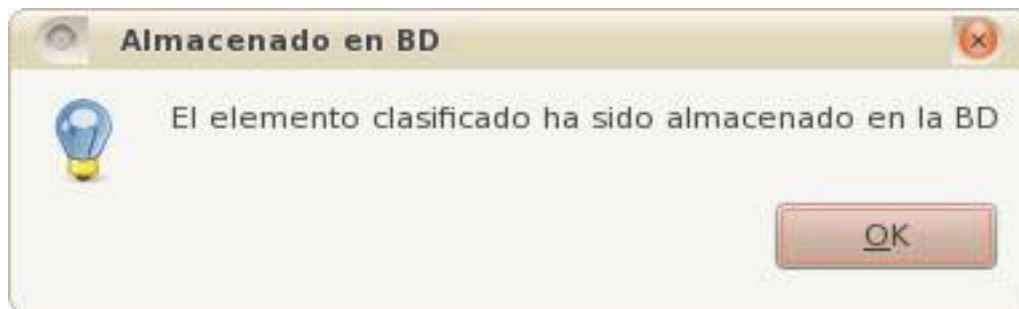 Almacenado en BD
El elemento clasificado ha sido almacenado en la BD
OK